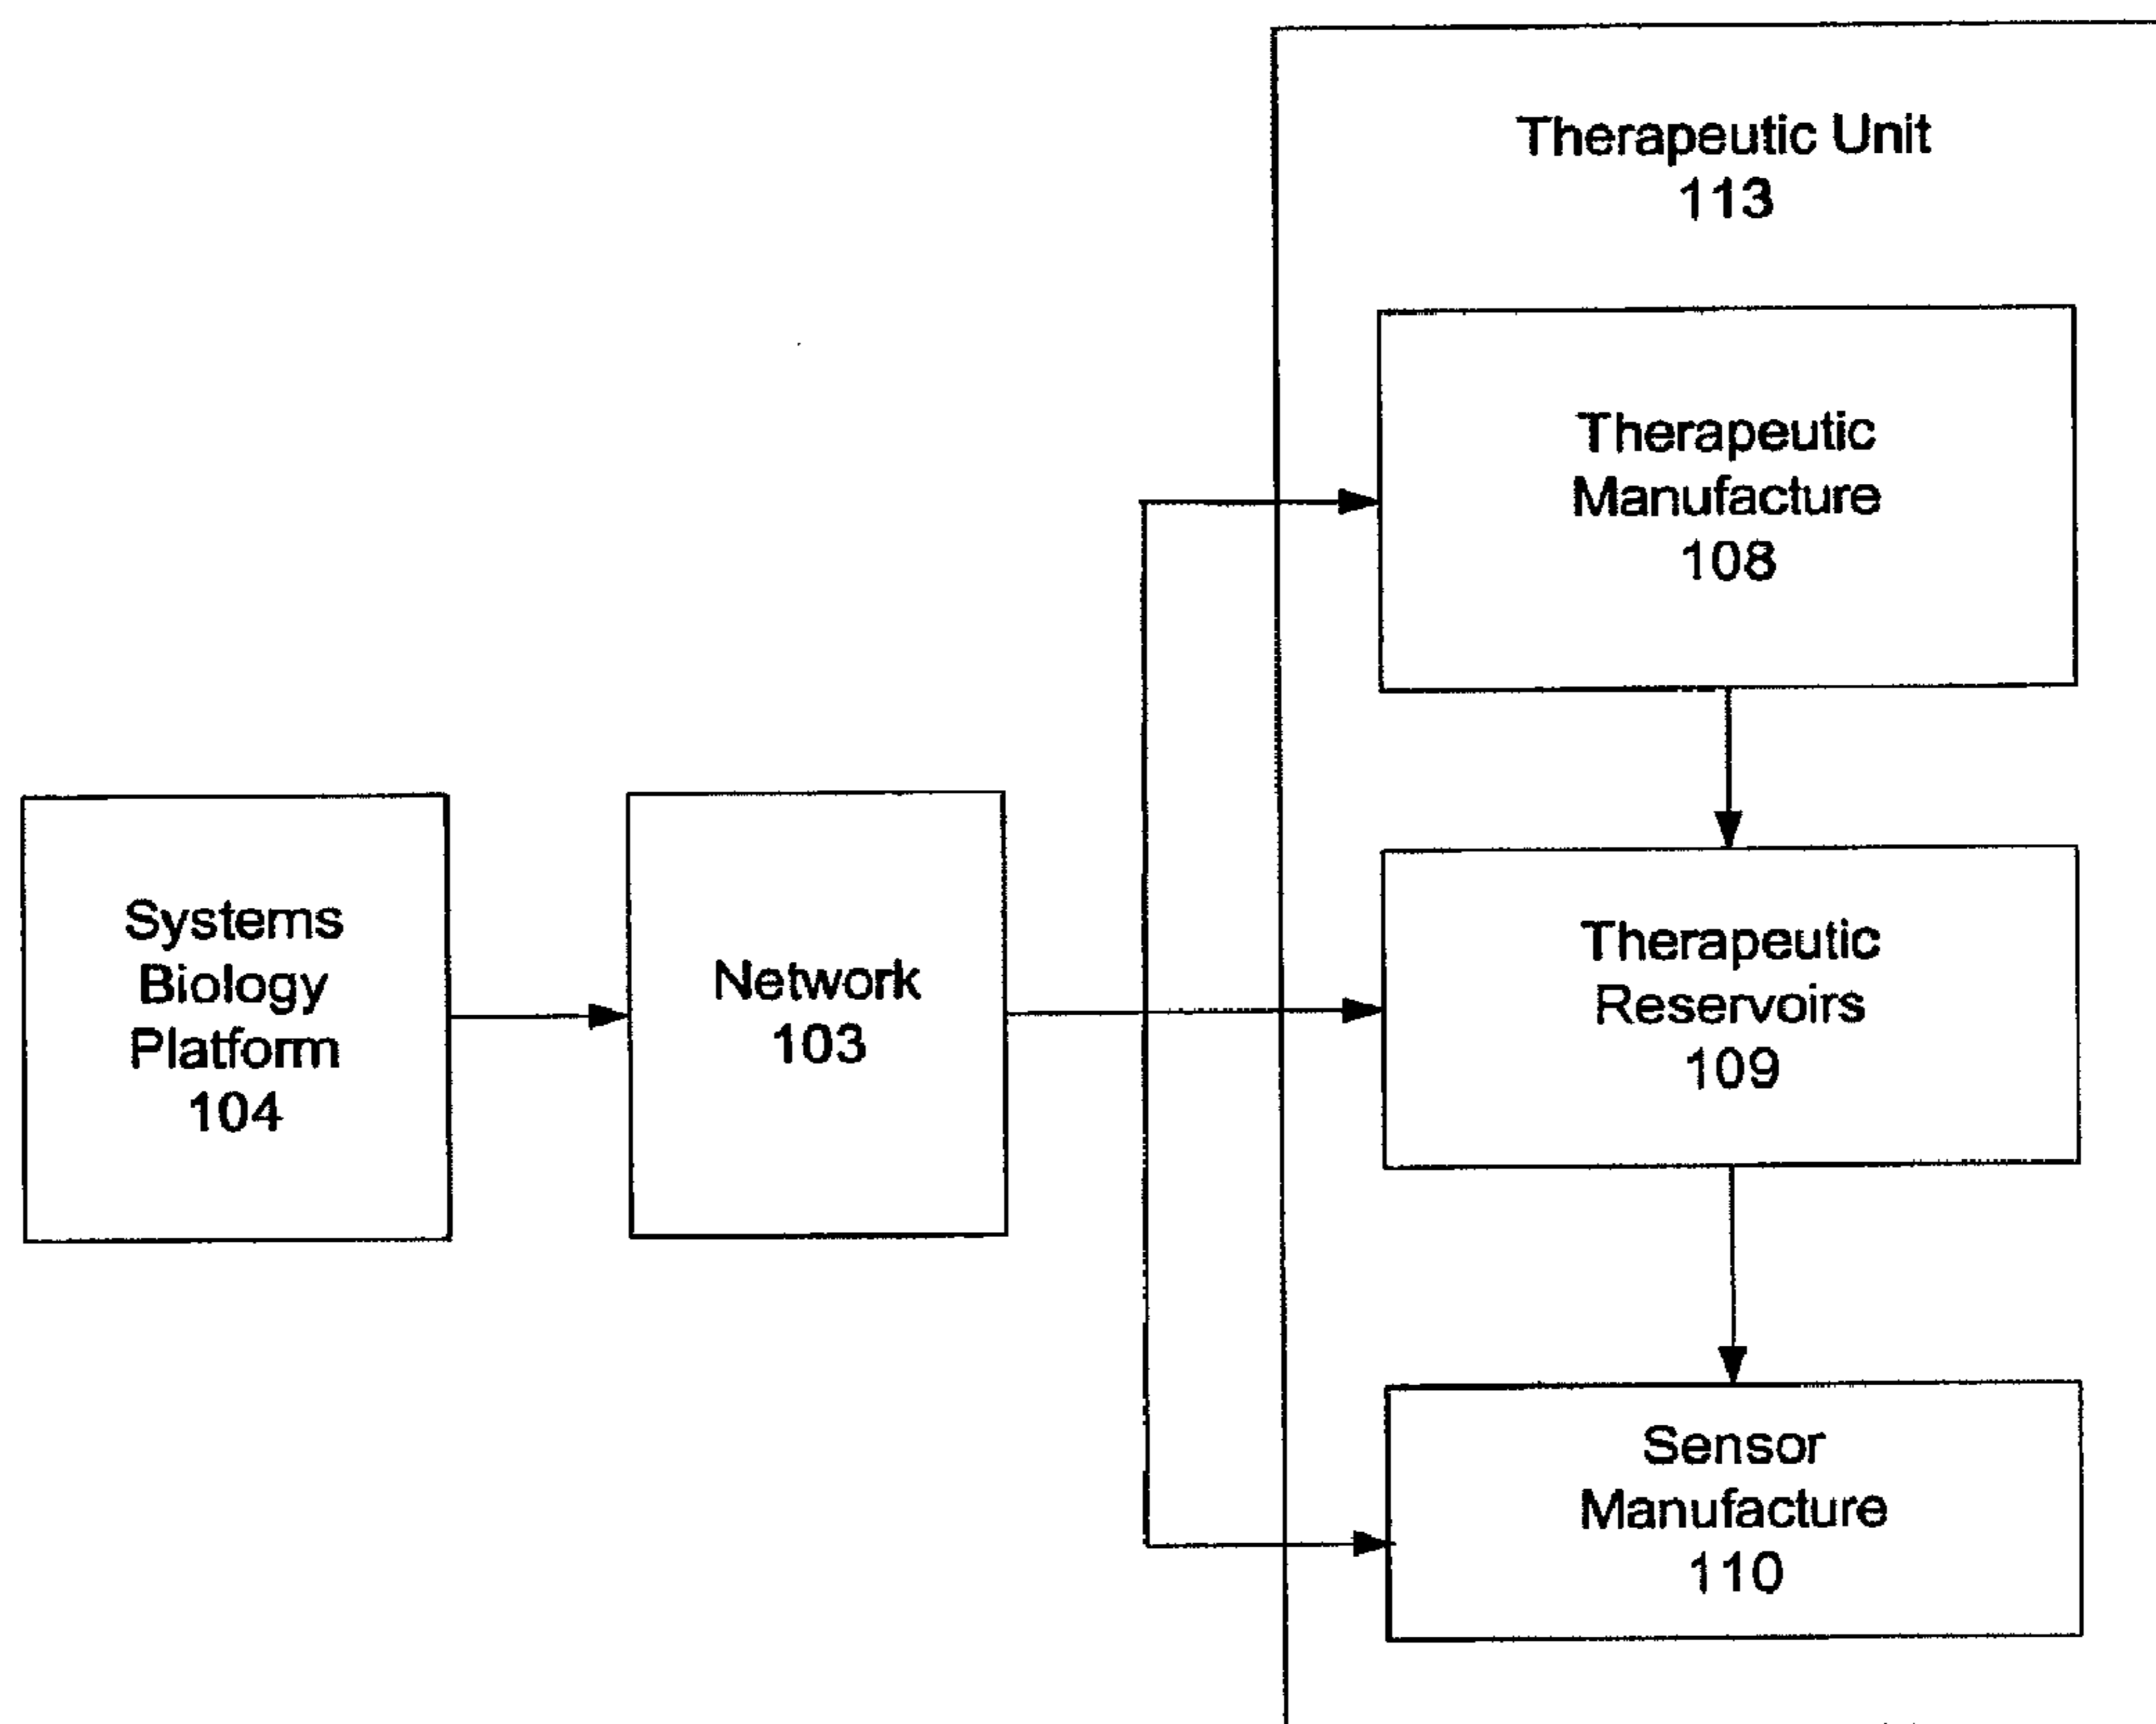 Therapeutic Unit
113
Therapeutic
Manufacture
108
Systems
Biology
Platform
104
Network
103
Therapeutic
Reservoirs
109
Sensor
Manufacture
110